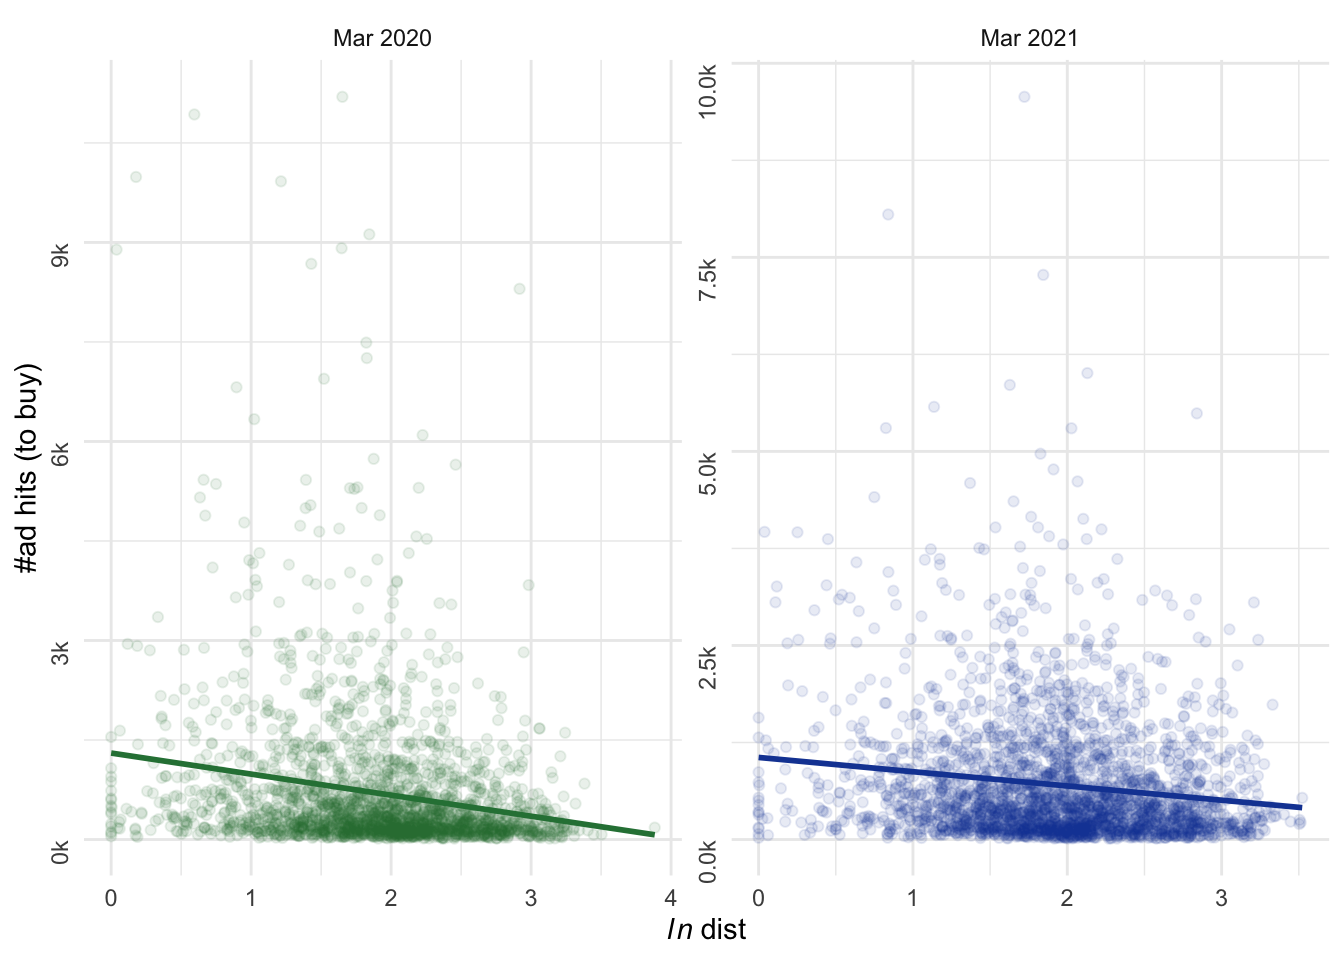 Mar 2020
Mar 2021
#ad hits (to buy)
9k
6k
3k
0k
10.0k
7.5k
5.0k
2.5k
0.0k
0 1 2 3 4
0 1 2 3
ln dist